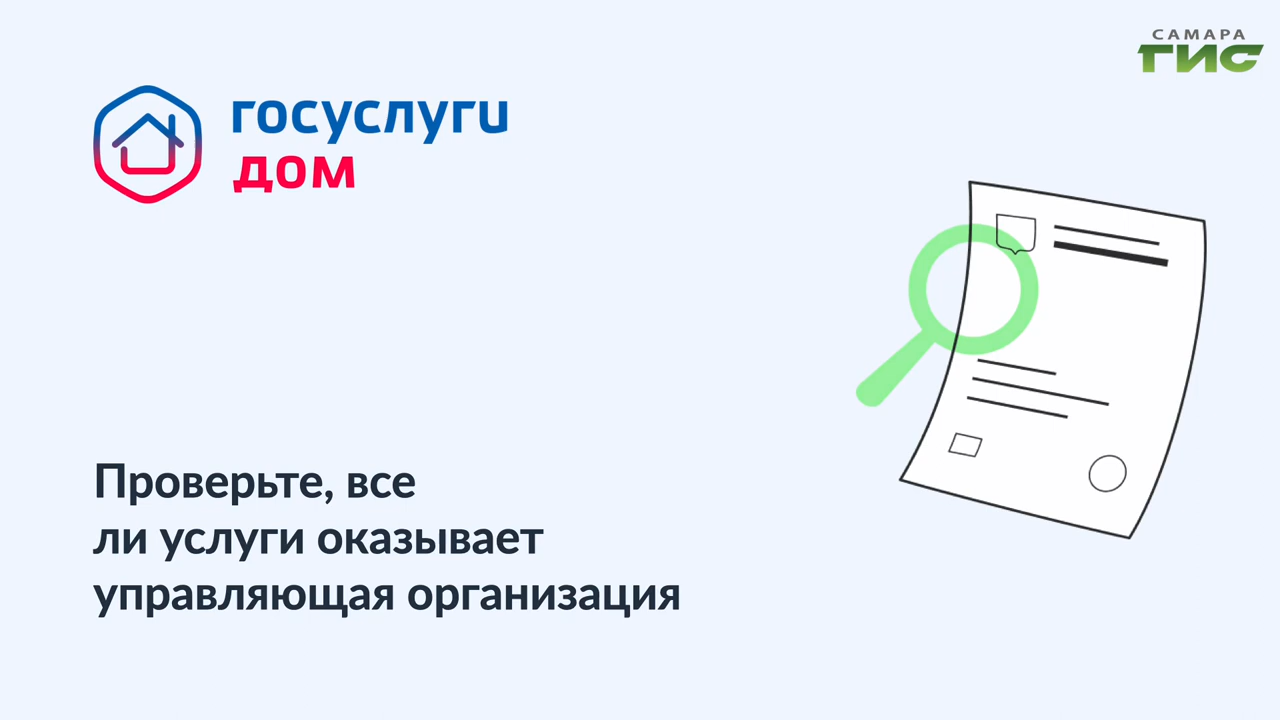 САМАРА
ГИС
госуслуги
дом
Проверьте, все
ли услуги оказывает
управляющая организация